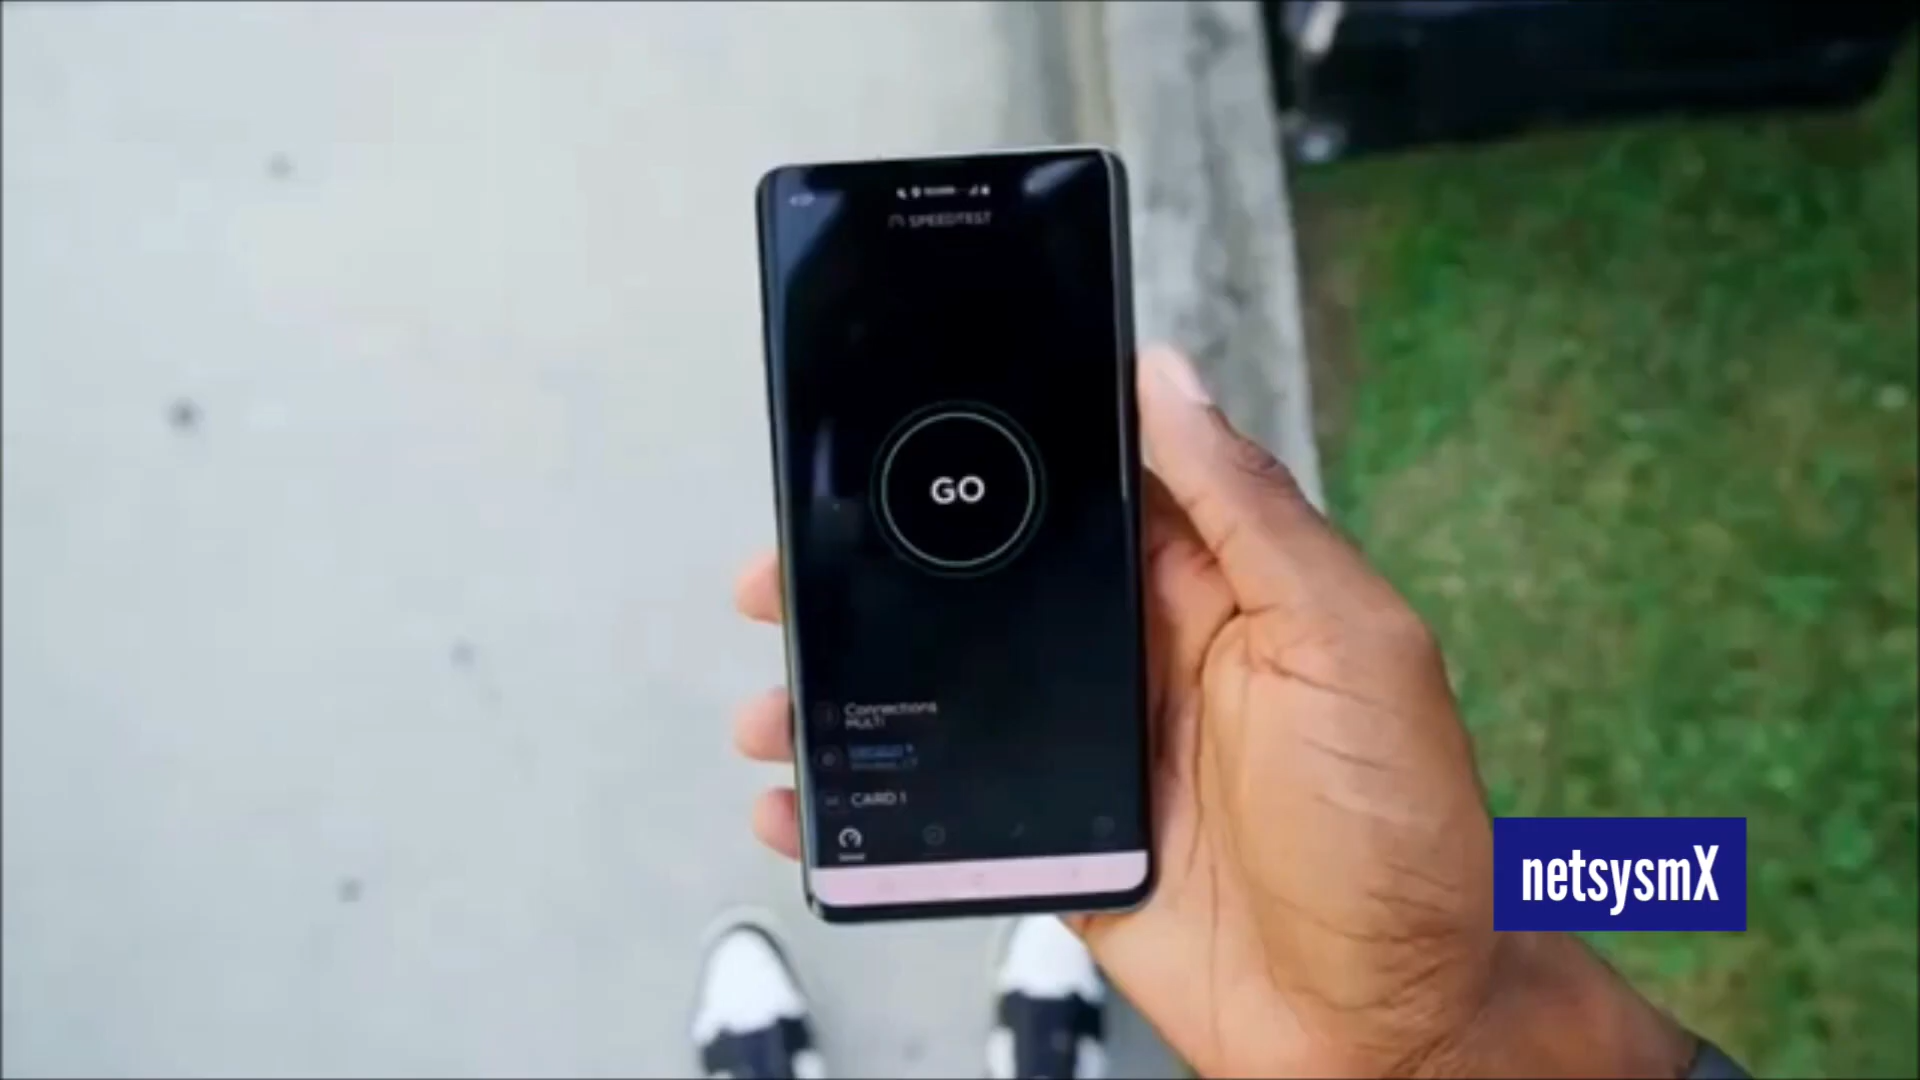 SPEEDTEST
GO
Connections
MULTI
CARD 1
netsysmX